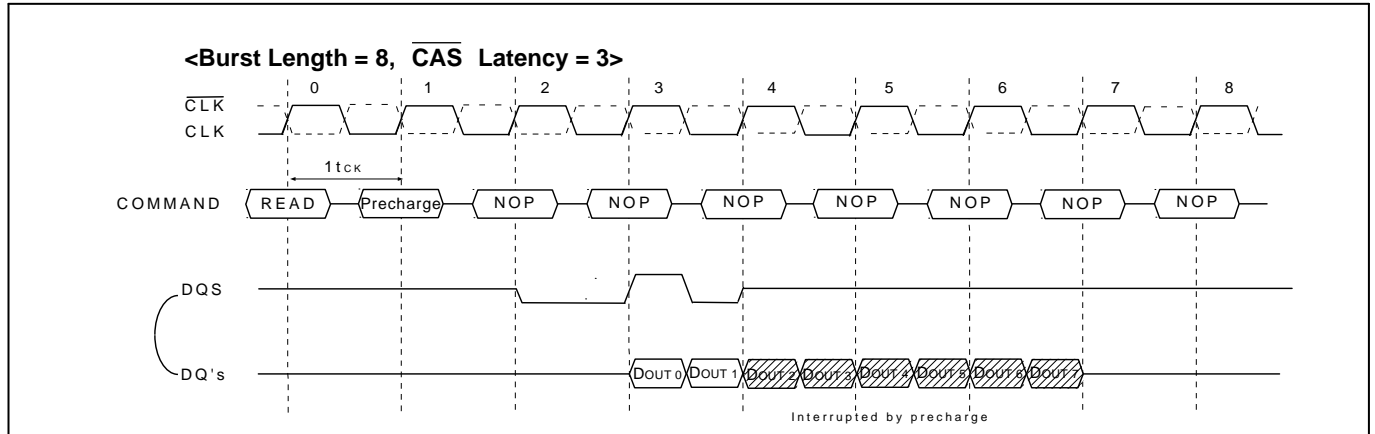 <Burst Length = 8, CAS Latency = 3>
0 1 2 3 4 5 6 7 8
CLK
CLK
1tCK
COMMAND READ Precharge NOP NOP NOP NOP NOP NOP NOP
DQS
DQ's DOUT 0 DOUT 1 DOUT 2 DOUT 3 DOUT 4 DOUT 5 DOUT 6 DOUT 7
Interrupted by precharge